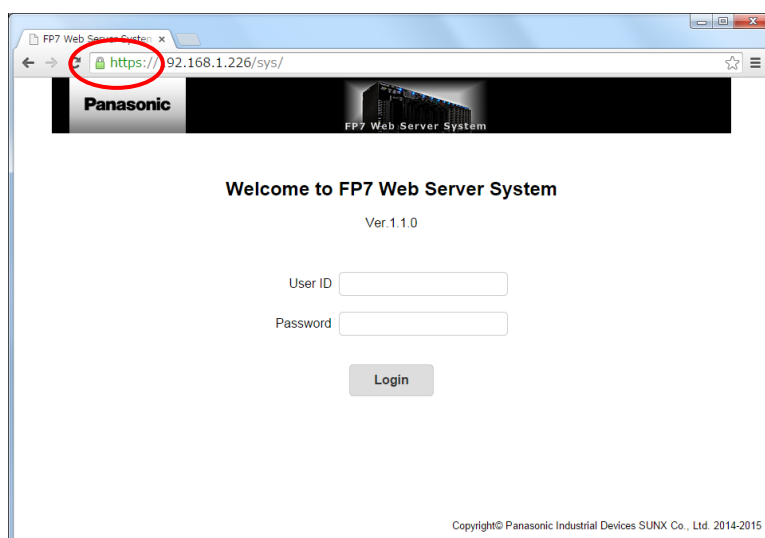 FP7 Web Server System
https://192.168.1.226/sys/
Panasonic
FP7 Web Server System
Welcome to FP7 Web Server System
Ver.1.1.0
User ID
Password
Login
Copyright© Panasonic Industrial Devices SUNX Co., Ltd. 2014-2015